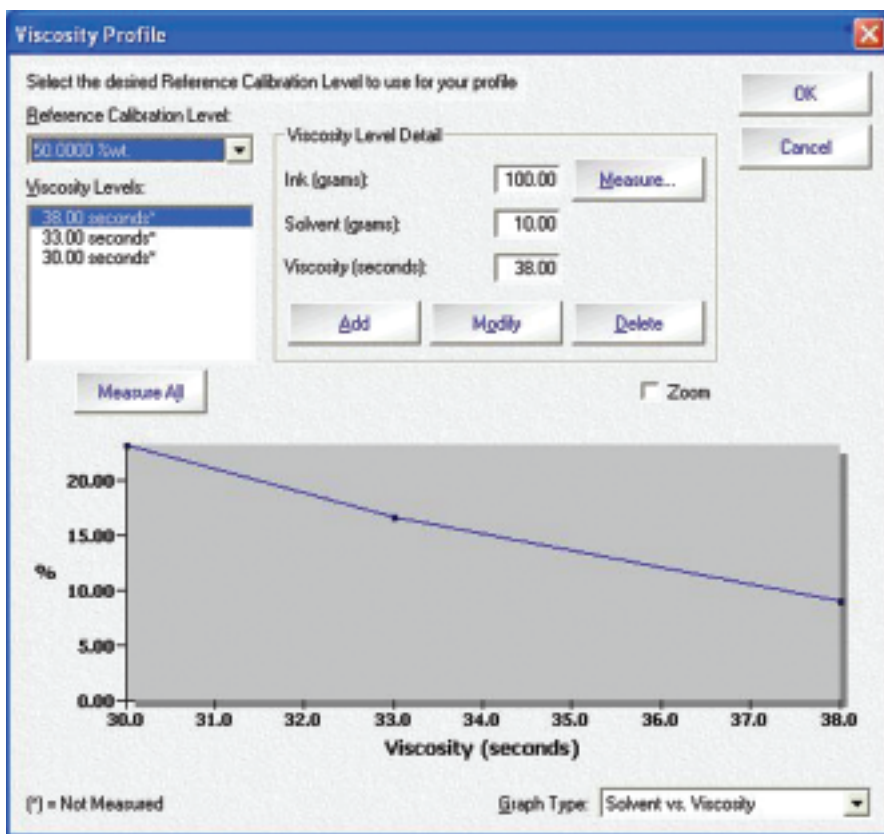 Viscosity Profile
Select the desired Reference Calibration Level to use for your profile
OK
Reference Calibration Level:
50.0000 %wt.
Cancel
Viscosity Levels:
38.00 seconds*
33.00 seconds*
30.00 seconds*
Viscosity Level Detail
Ink (grams): 100.00 Measure...
Solvent (grams): 10.00
Viscosity (seconds): 38.00
Add Modify Delete
Measure All
Zoom
20.00
15.00
%
10.00
5.00
0.00
30.0 31.0 32.0 33.0 34.0 35.0 36.0 37.0 38.0
Viscosity (seconds)
(*) = Not Measured
Graph Type: Solvent vs. Viscosity